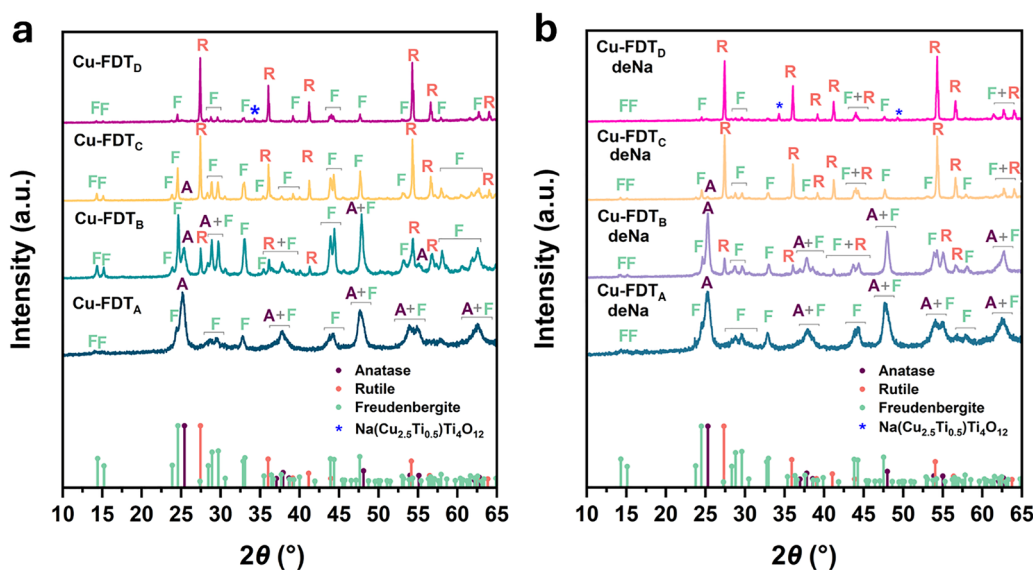 a
Intensity (a.u.)
Cu-FDT_D
F F F R F F * R F R F F R R F F R
Cu-FDT_C
F F F A R F F R F R F F R R F R
Cu-FDT_B
F F F A R A+F F R+F R F A+F F R A R F
Cu-FDT_A
F F A F F A+F F A+F A+F A+F
Anatase
Rutile
Freudenbergite
* Na(Cu2.5Ti0.5)Ti4O12
10 15 20 25 30 35 40 45 50 55 60 65
2θ (°)
b
Intensity (a.u.)
Cu-FDT_D
deNa
F F F R F F * R R R F+R F * R R F+R
Cu-FDT_C
deNa
F F F A R F F R R R F+R F F R R F F+R
Cu-FDT_B
deNa
F F F A R F F R A+F F+R A+F F R R F A+F
Cu-FDT_A
deNa
F F F A F F A+F F A+F A+F F A+F
Anatase
Rutile
Freudenbergite
* Na(Cu2.5Ti0.5)Ti4O12
10 15 20 25 30 35 40 45 50 55 60 65
2θ (°)